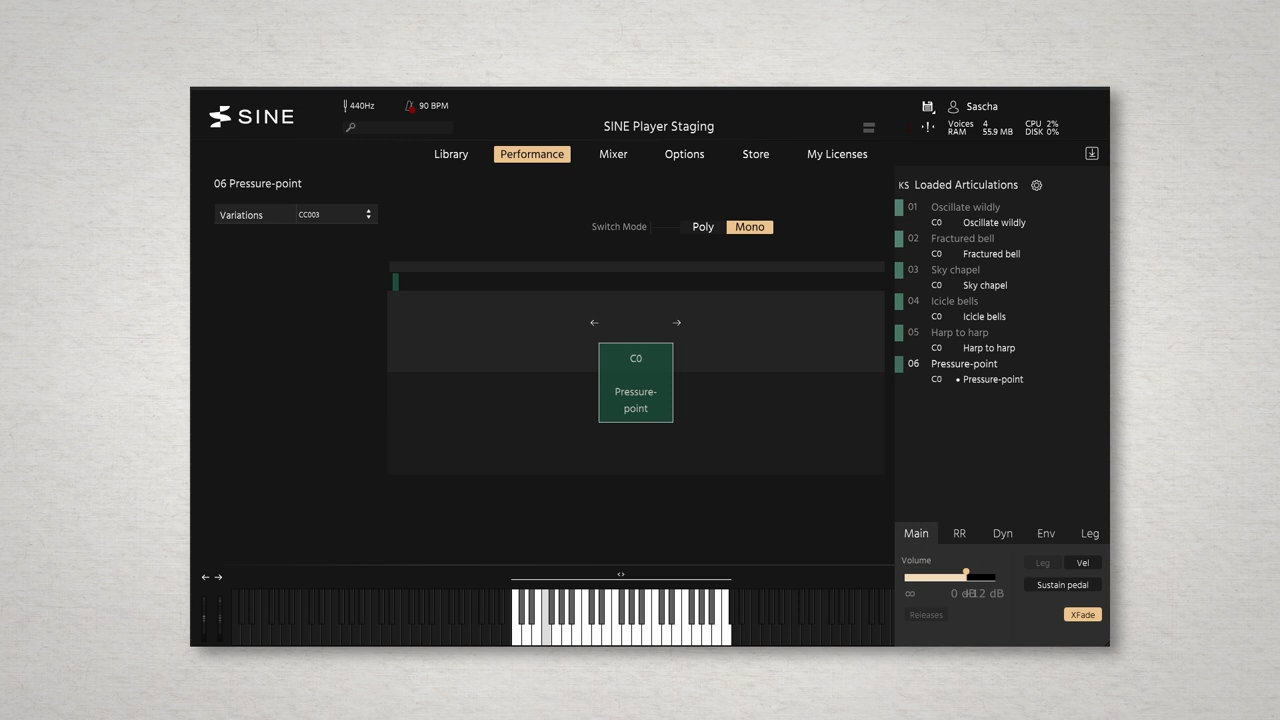 SINE
440Hz
90 BPM
SINE Player Staging
Sascha
Voices 4
RAM 55.9 MB
CPU 2%
DISK 0%
Library
Performance
Mixer
Options
Store
My Licenses
06 Pressure-point
Variations
CC003
Switch Mode
Poly
Mono
C0
Pressure-
point
KS Loaded Articulations
01 Oscillate wildly
C0 Oscillate wildly
02 Fractured bell
C0 Fractured bell
03 Sky chapel
C0 Sky chapel
04 Icicle bells
C0 Icicle bells
05 Harp to harp
C0 Harp to harp
06 Pressure-point
C0 • Pressure-point
Main
RR
Dyn
Env
Leg
Volume
∞
0 dB
12 dB
Leg
Vel
Sustain pedal
Releases
XFade